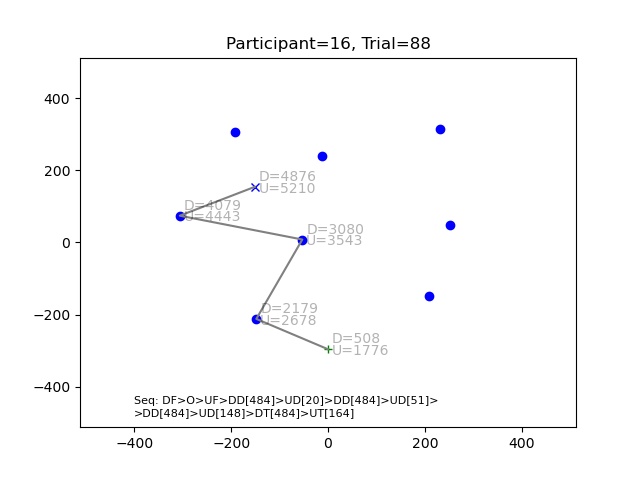 Participant=16, Trial=88
400
200
0
−200
−400
D=4876
U=5210
D=4079
U=4443
D=3080
U=3543
D=2179
U=2678
D=508
U=1776
Seq: DF>O>UF>DD[484]>UD[20]>DD[484]>UD[51]>
>DD[484]>UD[148]>DT[484]>UT[164]
−400 −200 0 200 400